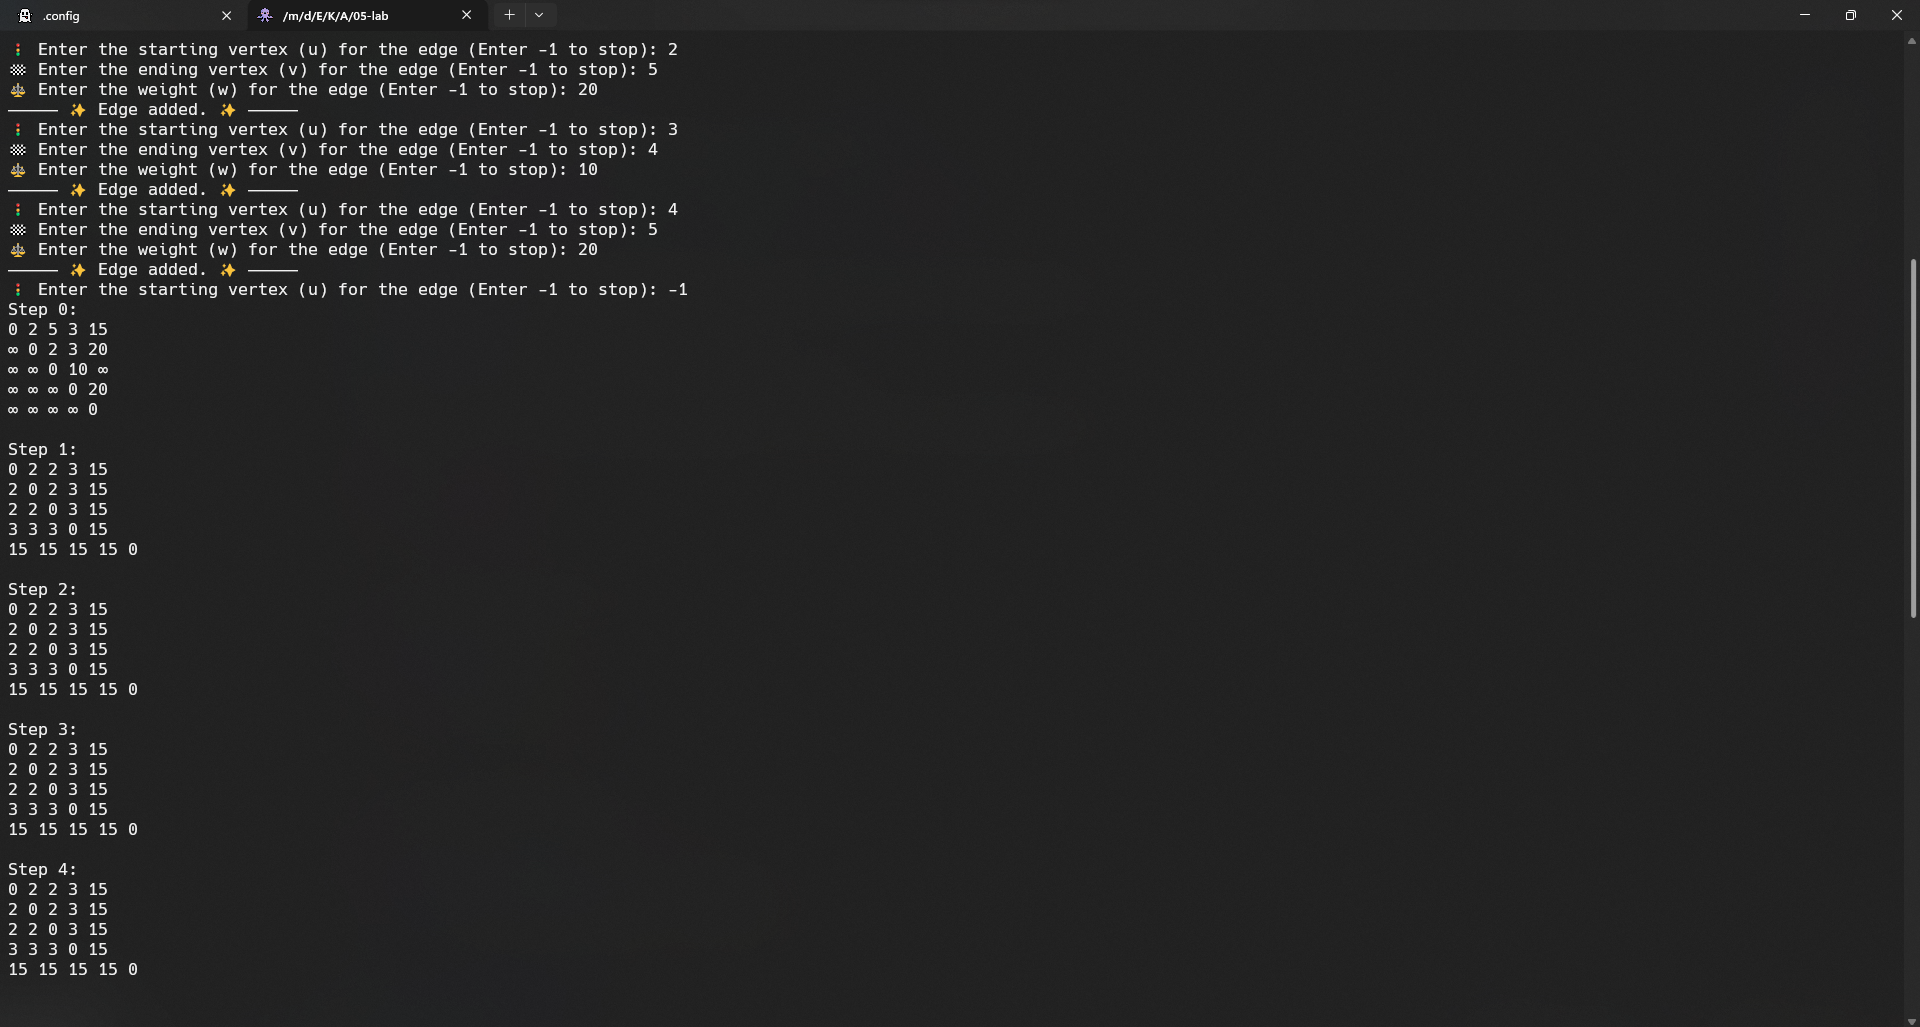 .config
/m/d/E/K/A/05-lab
Enter the starting vertex (u) for the edge (Enter -1 to stop): 2
Enter the ending vertex (v) for the edge (Enter -1 to stop): 5
Enter the weight (w) for the edge (Enter -1 to stop): 20
————— ✨ Edge added. ✨ —————
Enter the starting vertex (u) for the edge (Enter -1 to stop): 3
Enter the ending vertex (v) for the edge (Enter -1 to stop): 4
Enter the weight (w) for the edge (Enter -1 to stop): 10
————— ✨ Edge added. ✨ —————
Enter the starting vertex (u) for the edge (Enter -1 to stop): 4
Enter the ending vertex (v) for the edge (Enter -1 to stop): 5
Enter the weight (w) for the edge (Enter -1 to stop): 20
————— ✨ Edge added. ✨ —————
Enter the starting vertex (u) for the edge (Enter -1 to stop): -1
Step 0:
0 2 5 3 15
∞ 0 2 3 20
∞ ∞ 0 10 ∞
∞ ∞ ∞ 0 20
∞ ∞ ∞ ∞ 0
Step 1:
0 2 2 3 15
2 0 2 3 15
2 2 0 3 15
3 3 3 0 15
15 15 15 15 0
Step 2:
0 2 2 3 15
2 0 2 3 15
2 2 0 3 15
3 3 3 0 15
15 15 15 15 0
Step 3:
0 2 2 3 15
2 0 2 3 15
2 2 0 3 15
3 3 3 0 15
15 15 15 15 0
Step 4:
0 2 2 3 15
2 0 2 3 15
2 2 0 3 15
3 3 3 0 15
15 15 15 15 0